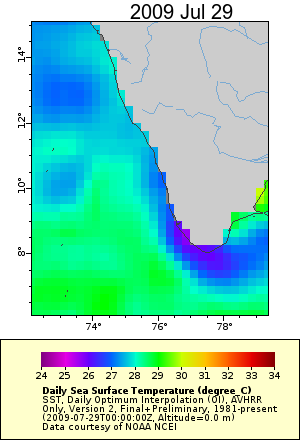 2009 Jul 29
14°
12°
10°
8°
74°
76°
78°
24 25 26 27 28 29 30 31 32 33 34
Daily Sea Surface Temperature (degree_C)
SST, Daily Optimum Interpolation (OI), AVHRR
Only, Version 2, Final+Preliminary, 1981-present
(2009-07-29T00:00:00Z, Altitude=0.0 m)
Data courtesy of NOAA NCEI